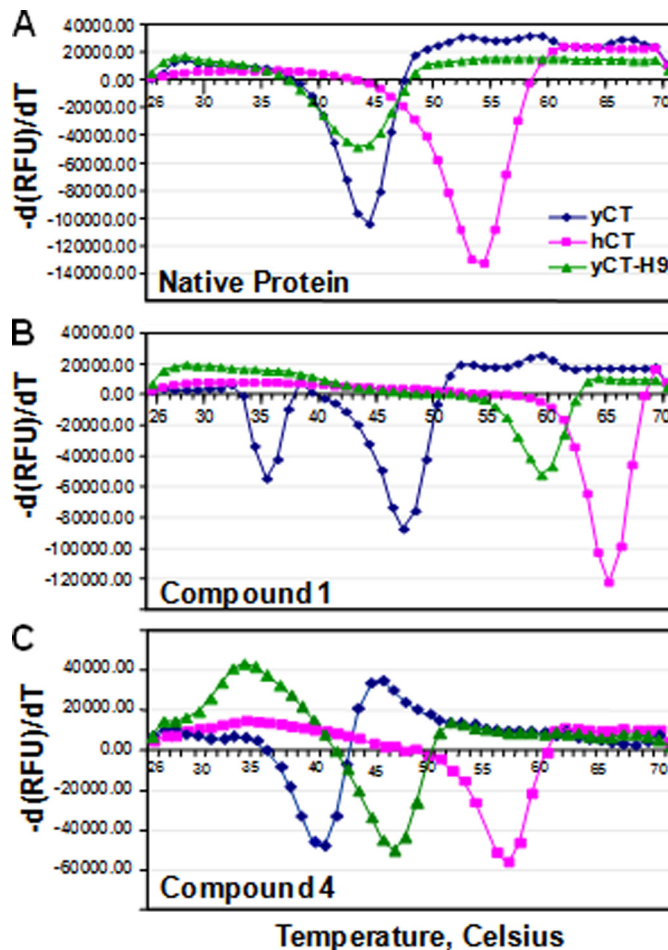 A
-d(RFU)/dT
40000.00
20000.00
0.00
-20000.00
-40000.00
-60000.00
-80000.00
-100000.00
-120000.00
-140000.00
26 30 35 40 45 50 55 60 65 70
yCT
hCT
yCT-H9
Native Protein
B
-d(RFU)/dT
40000.00
20000.00
0.00
-20000.00
-40000.00
-60000.00
-80000.00
-100000.00
-120000.00
26 30 35 40 45 50 55 60 65 70
Compound 1
C
-d(RFU)/dT
40000.00
20000.00
0.00
-20000.00
-40000.00
-60000.00
26 30 35 40 45 50 55 60 65 70
Compound 4
Temperature, Celsius